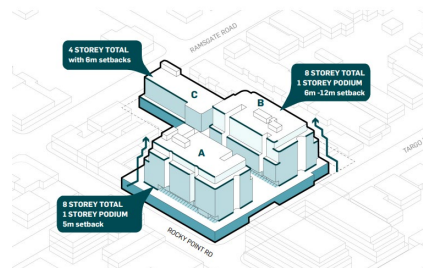 RAMSGATE ROAD
4 STOREY TOTAL
with 6m setbacks
8 STOREY TOTAL
1 STOREY PODIUM
6m -12m setback
C
B
A
TARGO
8 STOREY TOTAL
1 STOREY PODIUM
5m setback
ROCKY POINT RD